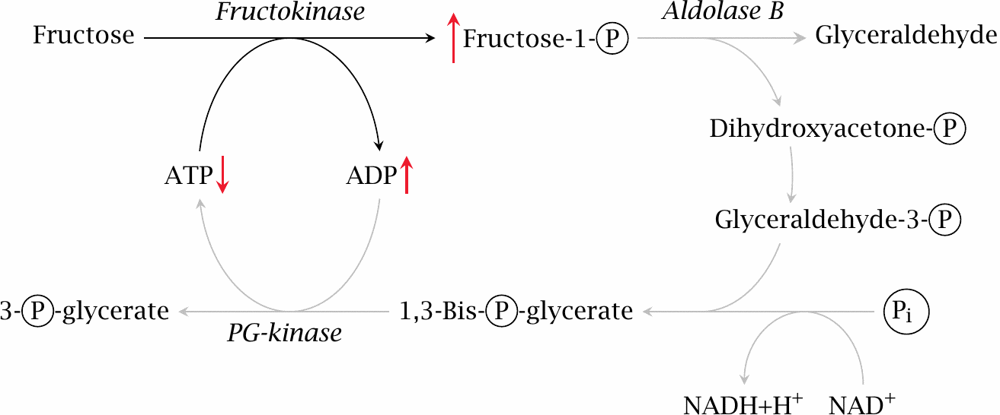 Fructokinase
Aldolase B
Fructose
Fructose-1-P
Glyceraldehyde
Dihydroxyacetone-P
ATP
ADP
Glyceraldehyde-3-P
3-P-glycerate
1,3-Bis-P-glycerate
Pi
PG-kinase
NADH+H+
NAD+